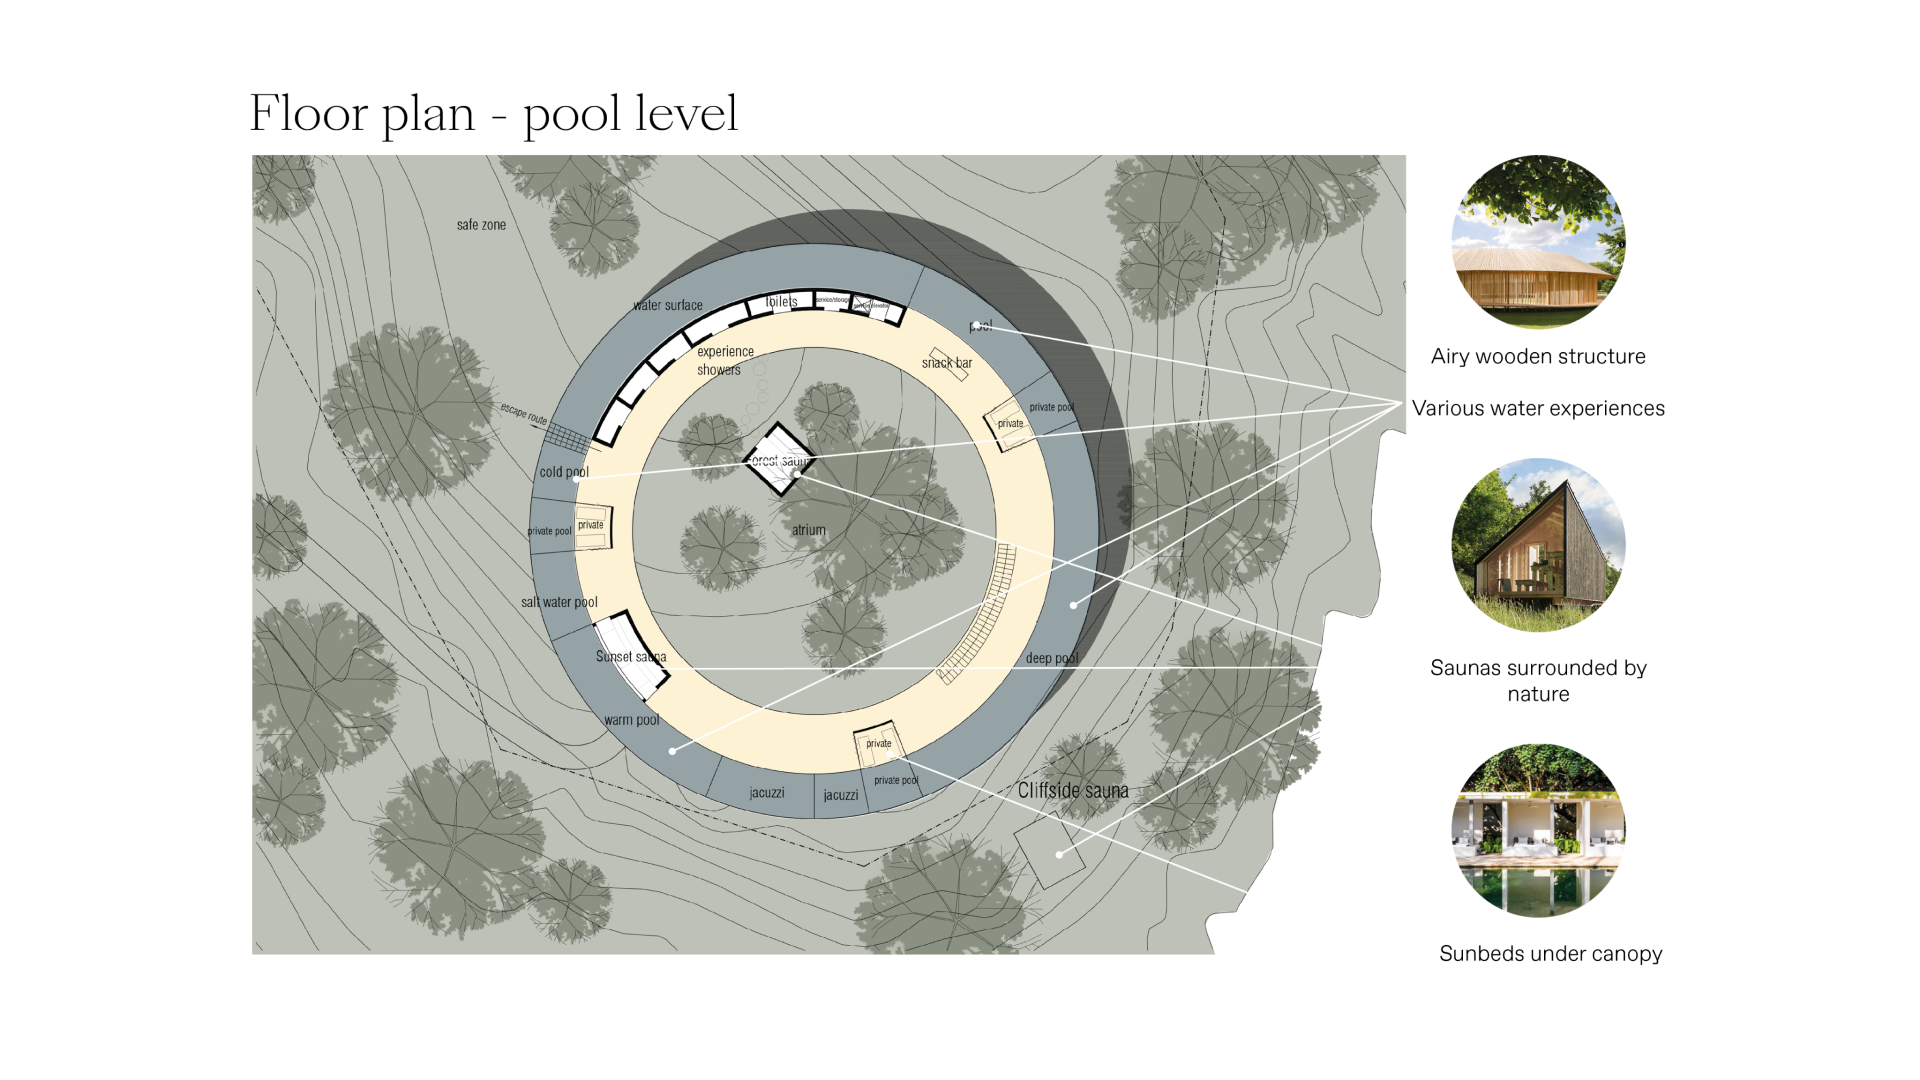 Floor plan - pool level
safe zone
water surface
toilets
service/storage
experience
showers
pool
snack bar
escape route
private pool
private
cold pool
Forest sauna
private pool
private
atrium
salt water pool
Sunset sauna
deep pool
warm pool
private
private pool
jacuzzi
jacuzzi
Cliffside sauna
Airy wooden structure
Various water experiences
Saunas surrounded by
nature
Sunbeds under canopy